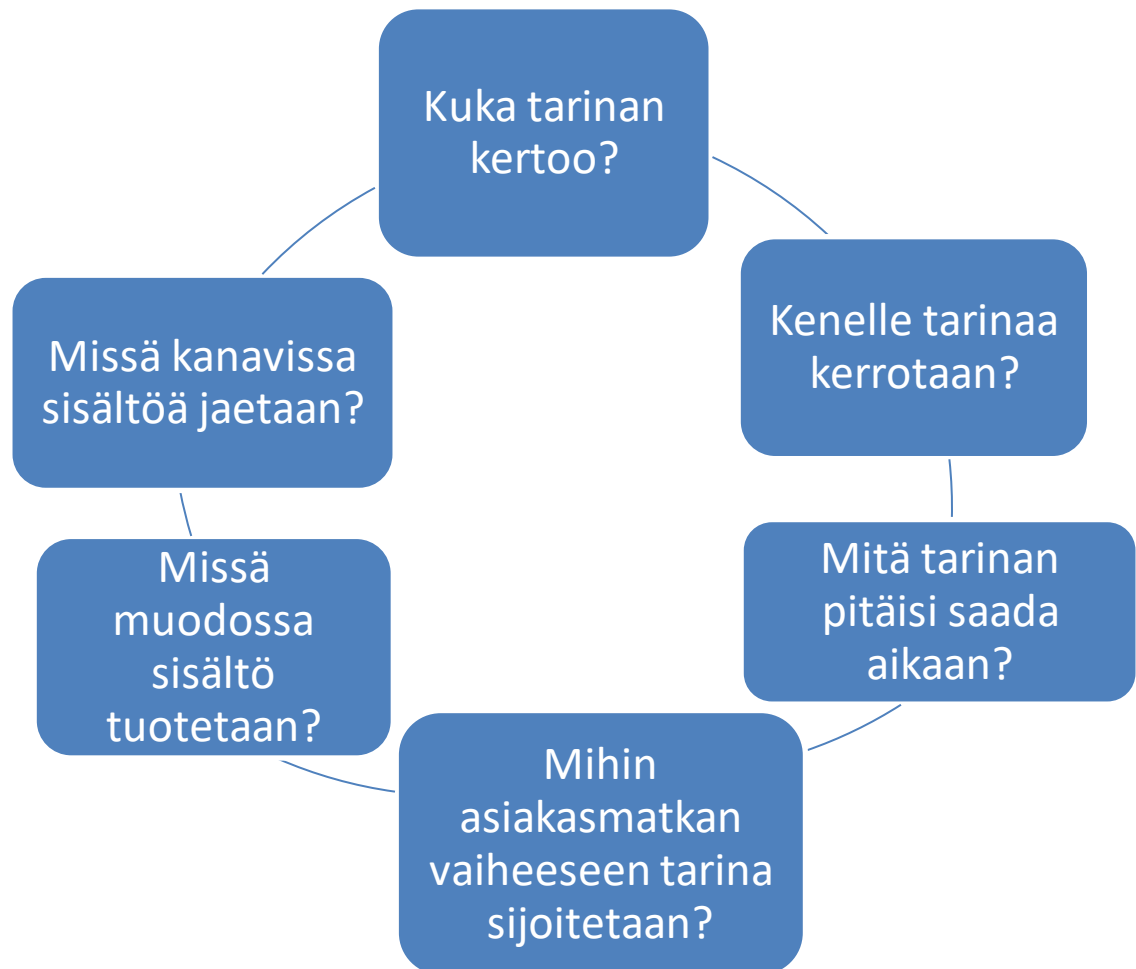 Kuka tarinan
kertoo?
Kenelle tarinaa
kerrotaan?
Mitä tarinan
pitäisi saada
aikaan?
Mihin
asiakasmatkan
vaiheeseen tarina
sijoitetaan?
Missä
muodossa
sisältö
tuotetaan?
Missä kanavissa
sisältöä jaetaan?